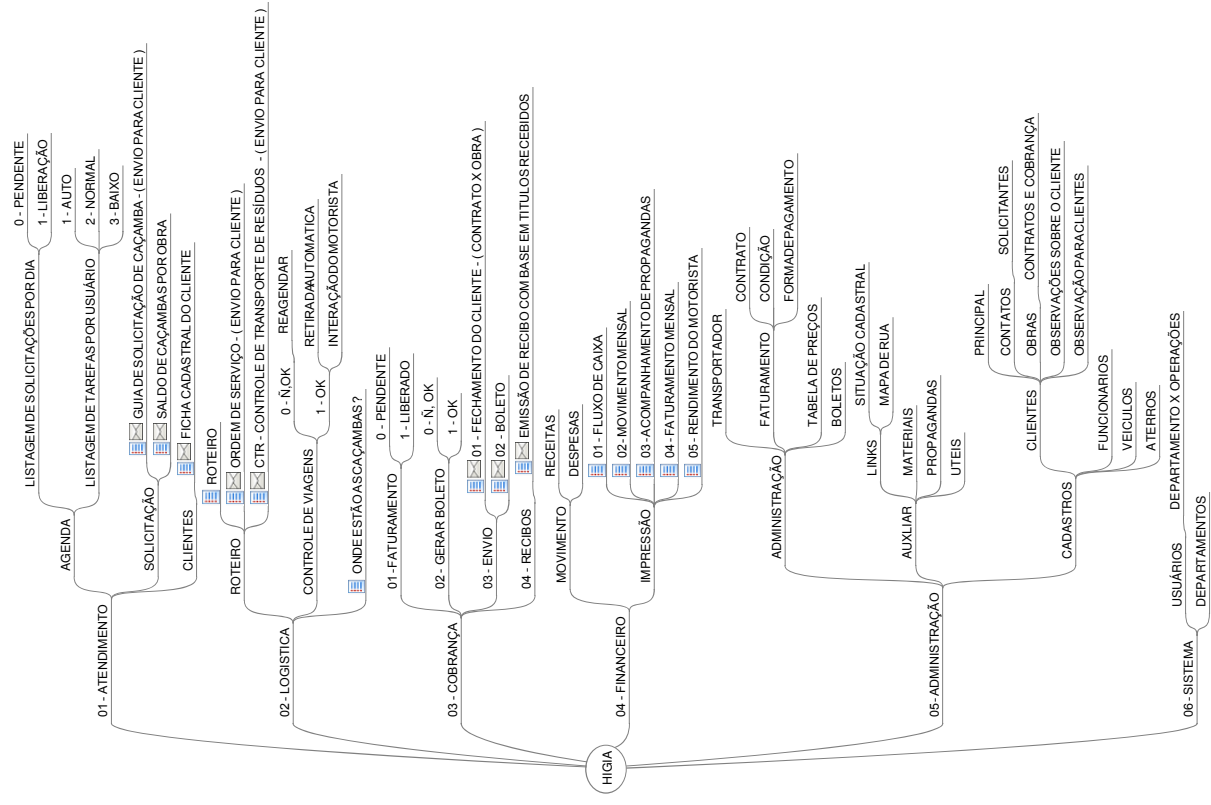 HIGIA
01 - ATENDIMENTO
AGENDA
LISTAGEM DE SOLICITAÇÕES POR DIA
0 - PENDENTE
1 - LIBERAÇÃO
LISTAGEM DE TAREFAS POR USUÁRIO
1 - AUTO
2 - NORMAL
3 - BAIXO
SOLICITAÇÃO
GUIA DE SOLICITAÇÃO DE CAÇAMBA - ( ENVIO PARA CLIENTE )
SALDO DE CAÇAMBAS POR OBRA
CLIENTES
FICHA CADASTRAL DO CLIENTE
02 - LOGISTICA
ROTEIRO
ROTEIRO
ORDEM DE SERVIÇO - ( ENVIO PARA CLIENTE )
CTR - CONTROLE DE TRANSPORTE DE RESÍDUOS - ( ENVIO PARA CLIENTE )
CONTROLE DE VIAGENS
0 - Ñ,OK
REAGENDAR
1 - OK
RETIRADA AUTOMATICA
INTERAÇÃO DO MOTORISTA
ONDE ESTÃO AS CAÇAMBAS ?
03 - COBRANÇA
01 - FATURAMENTO
0 - PENDENTE
1 - LIBERADO
02 - GERAR BOLETO
0 - Ñ, OK
1 - OK
03 - ENVIO
01 - FECHAMENTO DO CLIENTE - ( CONTRATO X OBRA )
02 - BOLETO
04 - RECIBOS
EMISSÃO DE RECIBO COM BASE EM TITULOS RECEBIDOS
04 - FINANCEIRO
MOVIMENTO
RECEITAS
DESPESAS
IMPRESSÃO
01 - FLUXO DE CAIXA
02 - MOVIMENTO MENSAL
03 - ACOMPANHAMENTO DE PROPAGANDAS
04 - FATURAMENTO MENSAL
05 - RENDIMENTO DO MOTORISTA
05 - ADMINISTRAÇÃO
ADMINISTRAÇÃO
TRANSPORTADOR
FATURAMENTO
CONTRATO
CONDIÇÃO
FORMA DE PAGAMENTO
TABELA DE PREÇOS
BOLETOS
AUXILIAR
LINKS
SITUAÇÃO CADASTRAL
MAPA DE RUA
MATERIAIS
PROPAGANDAS
UTEIS
CADASTROS
CLIENTES
PRINCIPAL
CONTATOS
SOLICITANTES
OBRAS
CONTRATOS E COBRANÇA
OBSERVAÇÕES SOBRE O CLIENTE
OBSERVAÇÃO PARA CLIENTES
FUNCIONARIOS
VEICULOS
ATERROS
06 - SISTEMA
USUÁRIOS
DEPARTAMENTO X OPERAÇÕES
DEPARTAMENTOS